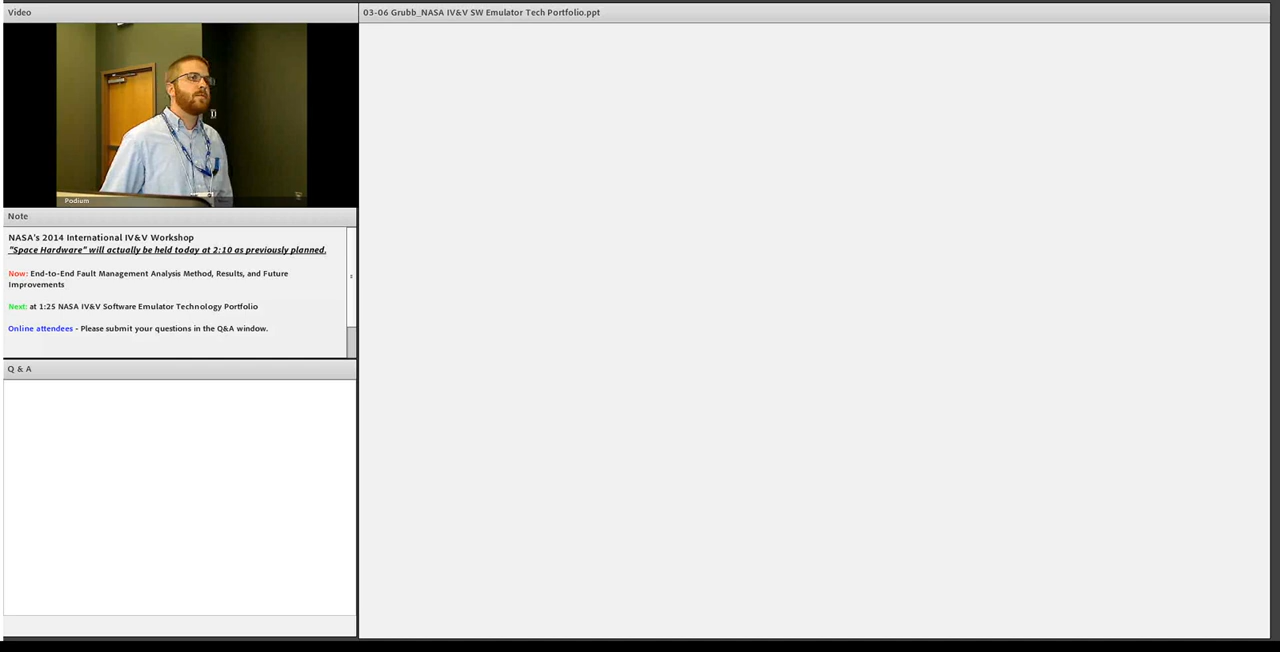 Video
03-06 Grubb_NASA IV&V SW Emulator Tech Portfolio.ppt
Podium
Note
NASA's 2014 International IV&V Workshop
"Space Hardware" will actually be held today at 2:10 as previously planned.
Now: End-to-End Fault Management Analysis Method, Results, and Future
Improvements
Next: at 1:25 NASA IV&V Software Emulator Technology Portfolio
Online attendees - Please submit your questions in the Q&A window.
Q & A